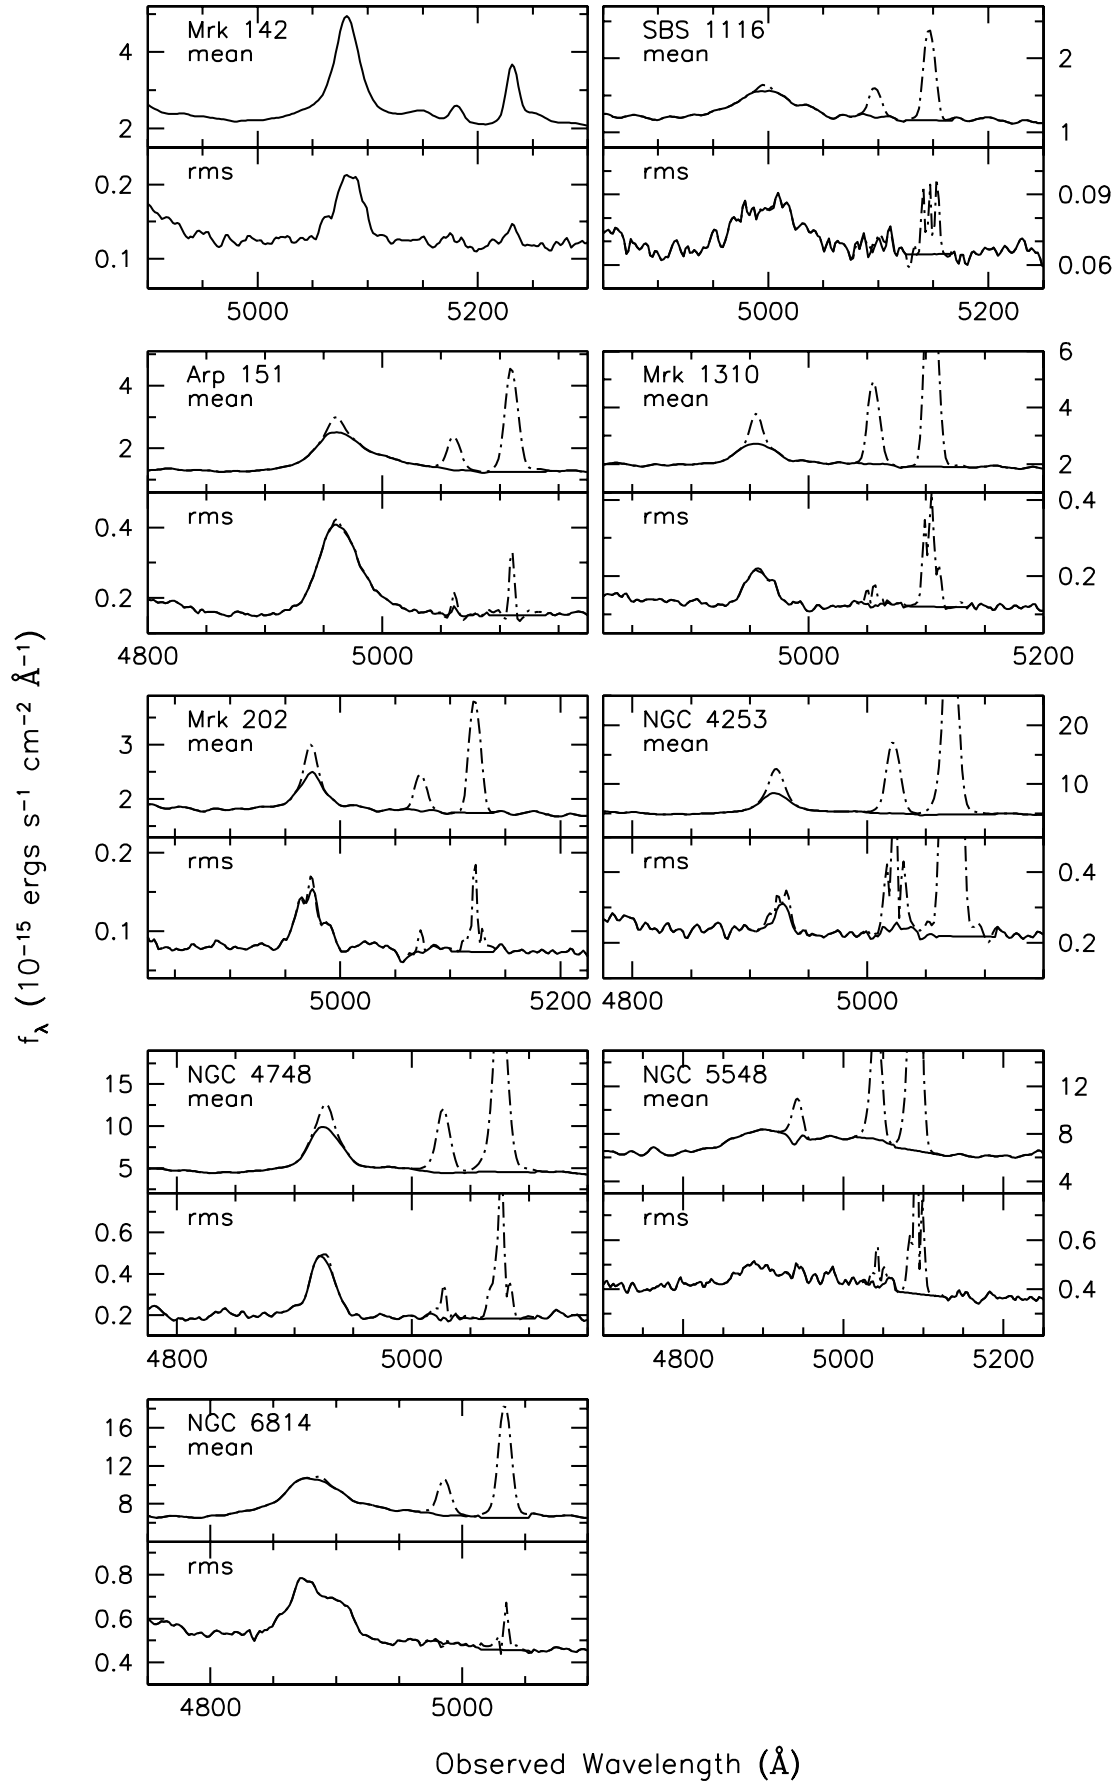 Mrk 142
mean
4
2
rms
0.2
0.1
5000 5200
SBS 1116
mean
2
1
rms
0.09
0.06
5000 5200
Arp 151
mean
4
2
rms
0.4
0.2
4800 5000
Mrk 1310
mean
6
4
2
rms
0.4
0.2
5000 5200
Mrk 202
mean
3
2
rms
0.2
0.1
5000 5200
NGC 4253
mean
20
10
rms
0.4
0.2
4800 5000
NGC 4748
mean
15
10
5
rms
0.6
0.4
0.2
4800 5000
NGC 5548
mean
12
8
4
rms
0.6
0.4
4800 5000 5200
NGC 6814
mean
16
12
8
rms
0.8
0.6
0.4
4800 5000
f_λ (10⁻¹⁵ ergs s⁻¹ cm⁻² Å⁻¹)
Observed Wavelength (Å)